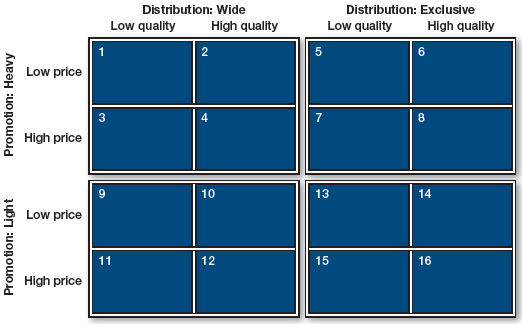 Distribution: Wide
Distribution: Exclusive
Low quality
High quality
Low quality
High quality
Promotion: Heavy
Low price
1
2
5
6
High price
3
4
7
8
Promotion: Light
Low price
9
10
13
14
High price
11
12
15
16